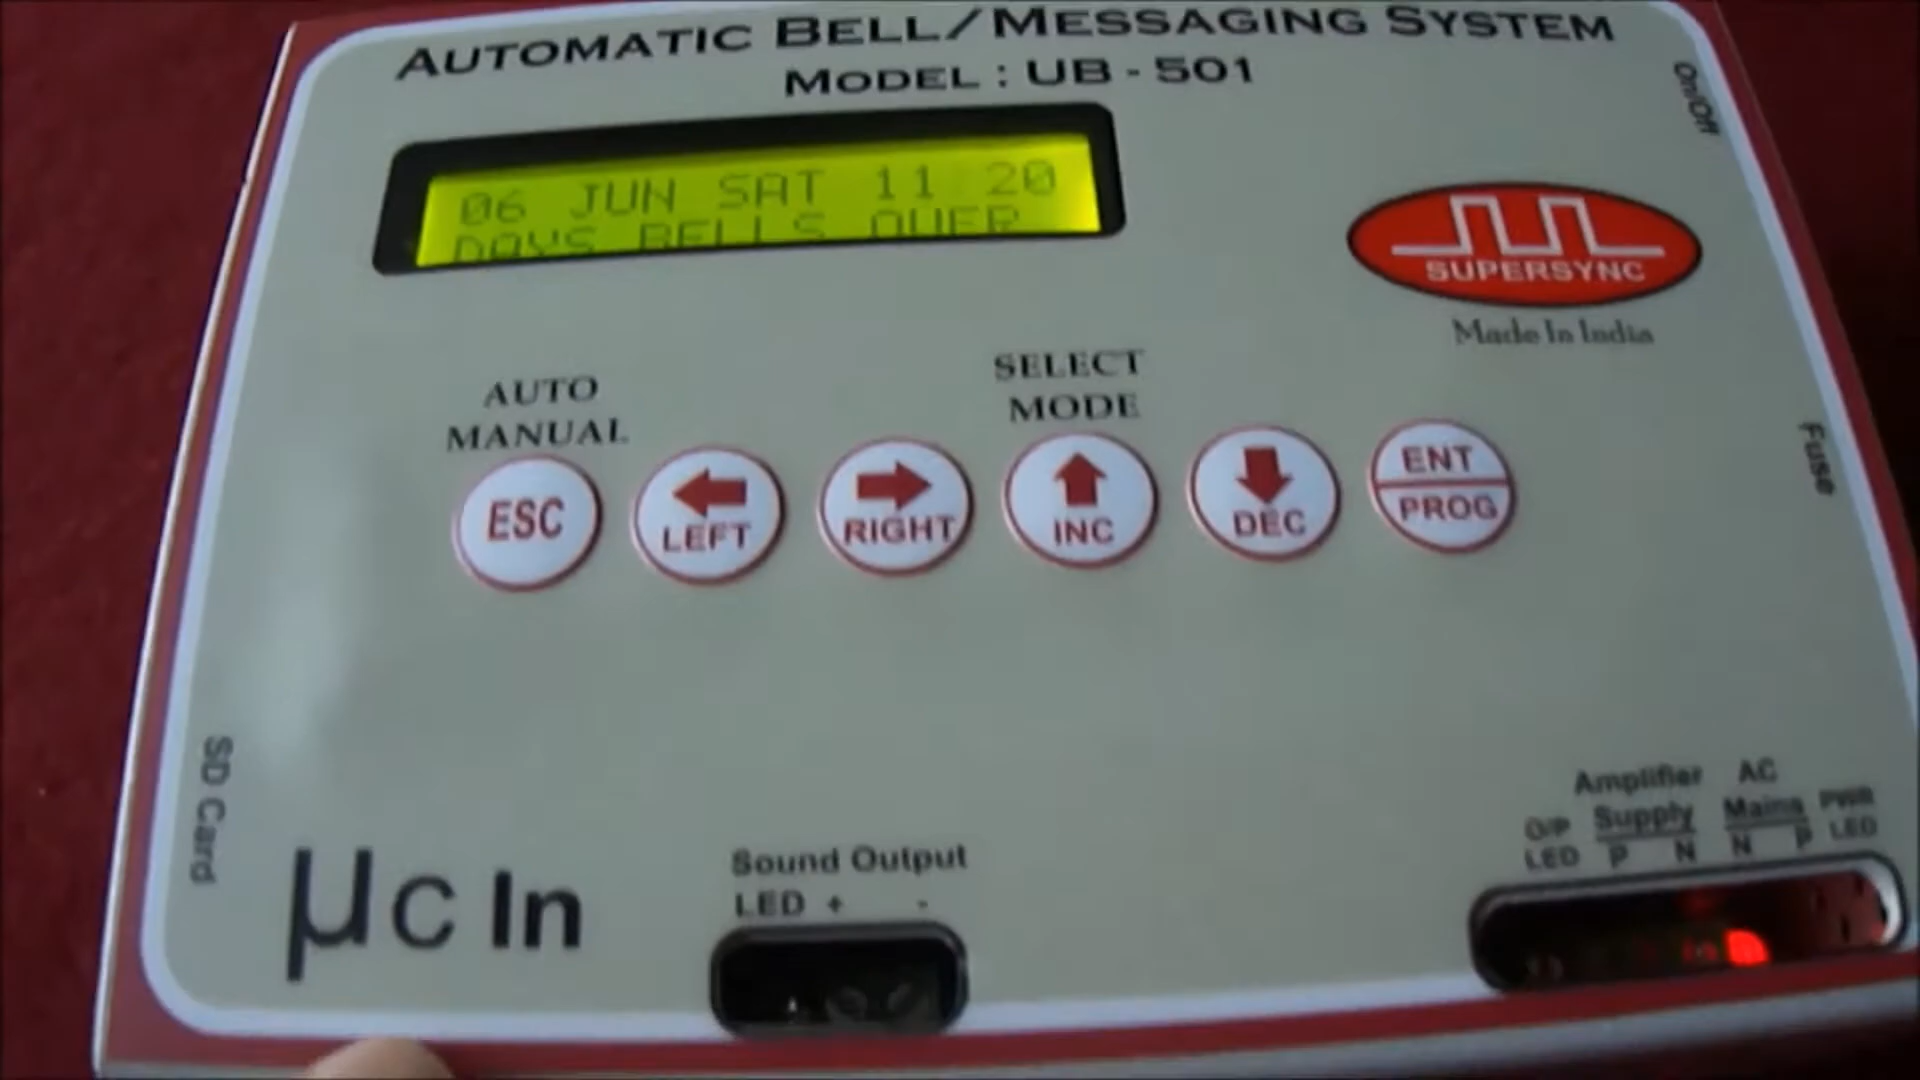 AUTOMATIC BELL/MESSAGING SYSTEM
MODEL : UB - 501
On/Off
06 JUN SAT 11 20
DAYS BELLS OVER
SUPERSYNC
Made In India
AUTO
MANUAL
SELECT
MODE
ESC
LEFT
RIGHT
INC
DEC
ENT
PROG
Fuse
SD Card
µc In
Sound Output
LED + -
Amplifier AC
O/P Supply Mains PWR
LED P N N P LED